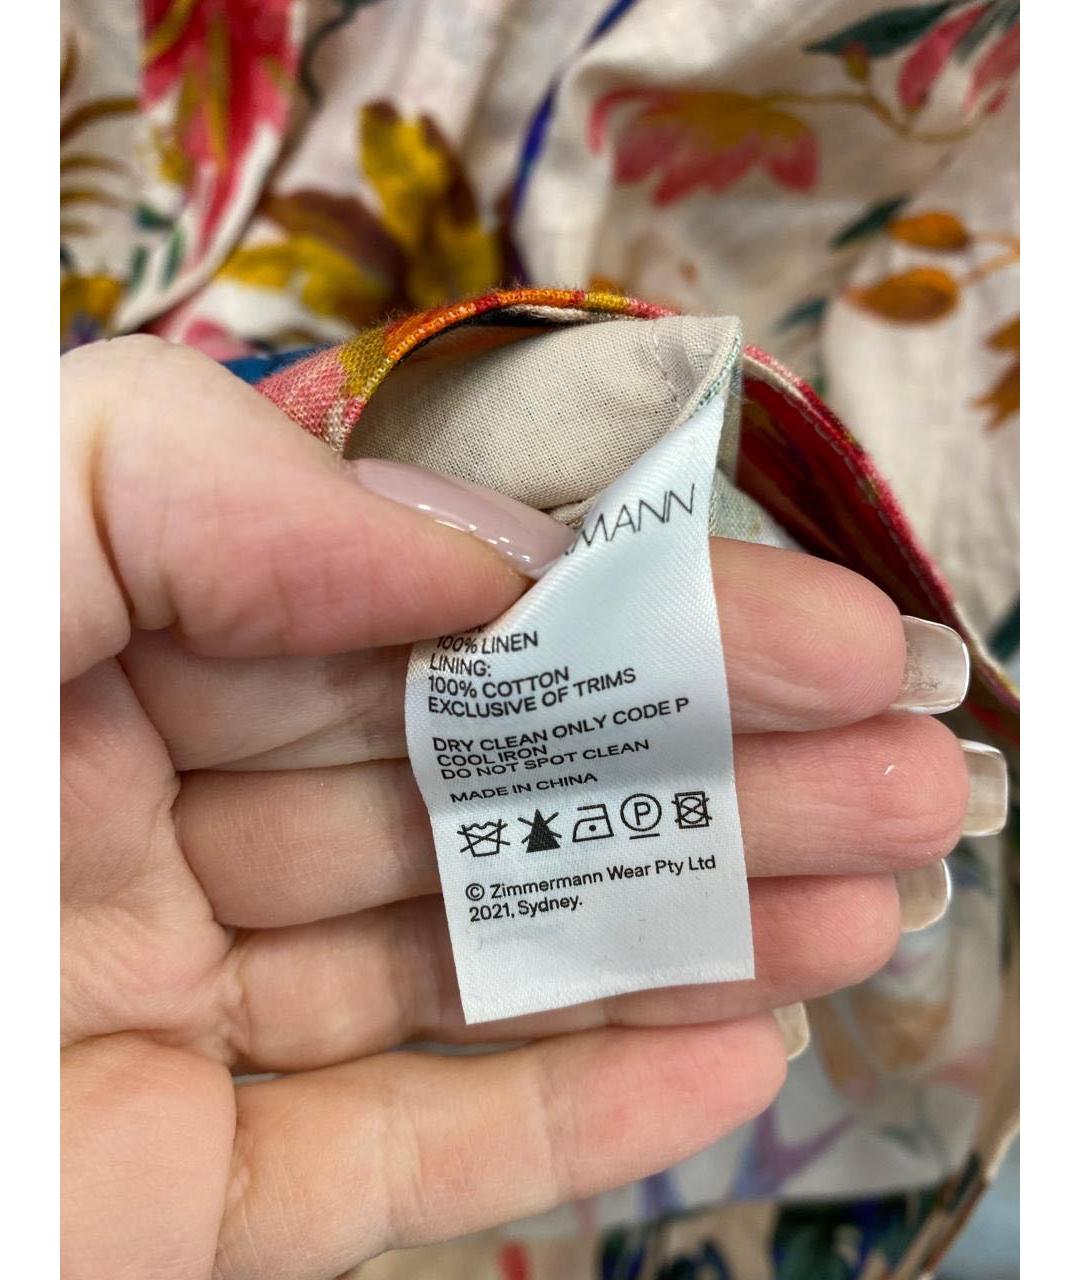 MANN
100% LINEN
LINING:
100% COTTON
EXCLUSIVE OF TRIMS
DRY CLEAN ONLY CODE P
COOL IRON
DO NOT SPOT CLEAN
MADE IN CHINA
P
© Zimmermann Wear Pty Ltd
2021, Sydney.